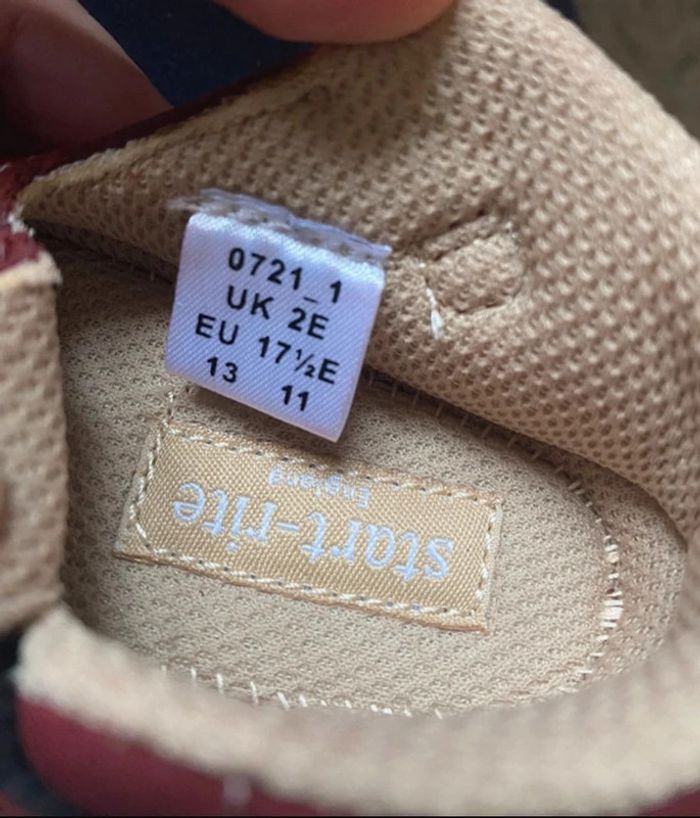 0721_1
UK 2E
EU 17½E
13 11
start-rite
England